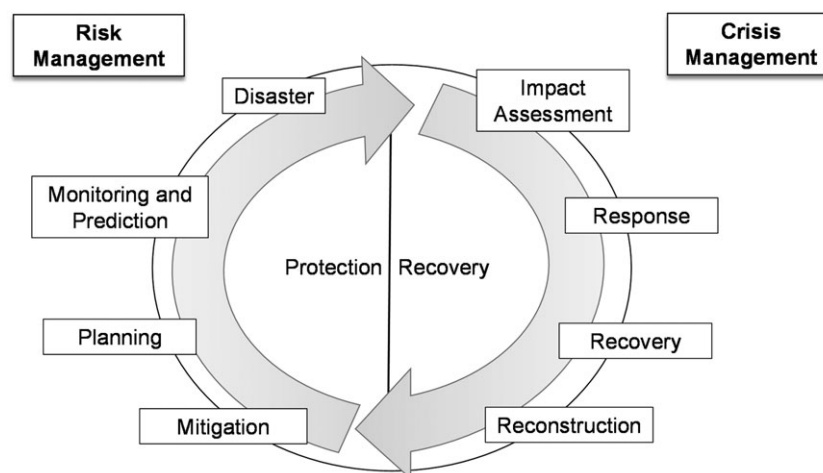 Risk
Management
Crisis
Management
Disaster
Impact
Assessment
Monitoring and
Prediction
Response
Protection
Recovery
Planning
Recovery
Mitigation
Reconstruction